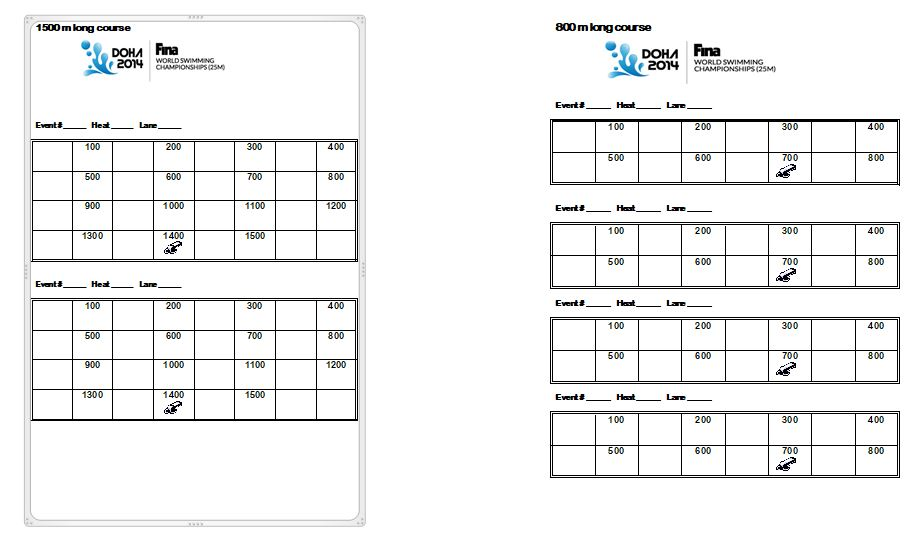 1500 m long course
DOHA 2014
Fina
WORLD SWIMMING
CHAMPIONSHIPS (25M)
Event # _____ Heat _____ Lane _____
100 200 300 400
500 600 700 800
900 1000 1100 1200
1300 1400 1500
Event # _____ Heat _____ Lane _____
100 200 300 400
500 600 700 800
900 1000 1100 1200
1300 1400 1500
800 m long course
DOHA 2014
Fina
WORLD SWIMMING
CHAMPIONSHIPS (25M)
Event # _____ Heat _____ Lane _____
100 200 300 400
500 600 700 800
Event # _____ Heat _____ Lane _____
100 200 300 400
500 600 700 800
Event # _____ Heat _____ Lane _____
100 200 300 400
500 600 700 800
Event # _____ Heat _____ Lane _____
100 200 300 400
500 600 700 800